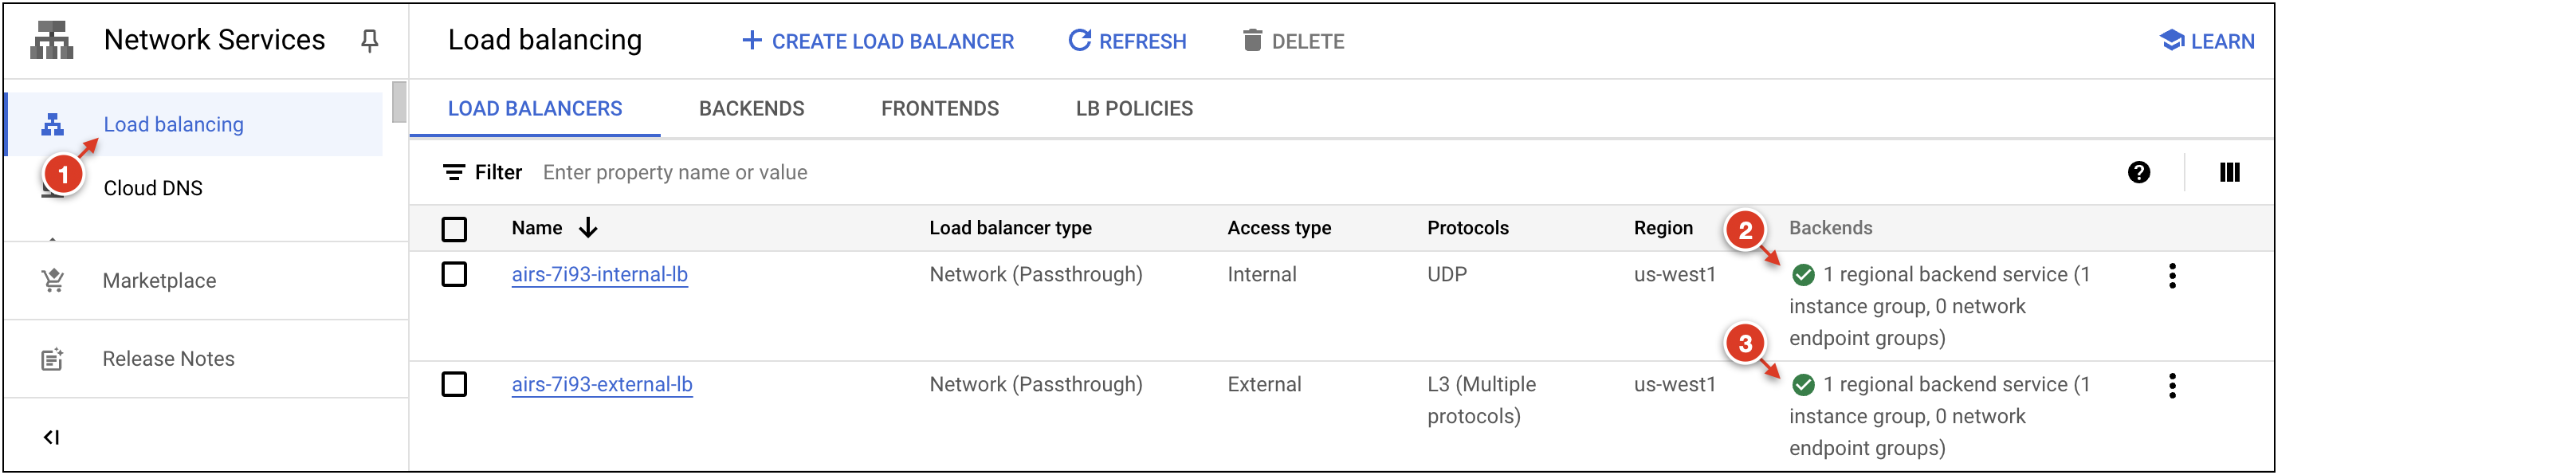 Network Services
Load balancing
CREATE LOAD BALANCER
REFRESH
DELETE
LEARN
Load balancing
1
Cloud DNS
Marketplace
Release Notes
LOAD BALANCERS
BACKENDS
FRONTENDS
LB POLICIES
Filter Enter property name or value
Name
Load balancer type
Access type
Protocols
Region
2
Backends
airs-7i93-internal-lb
Network (Passthrough)
Internal
UDP
us-west1
1 regional backend service (1
instance group, 0 network
endpoint groups)
3
airs-7i93-external-lb
Network (Passthrough)
External
L3 (Multiple
protocols)
us-west1
1 regional backend service (1
instance group, 0 network
endpoint groups)